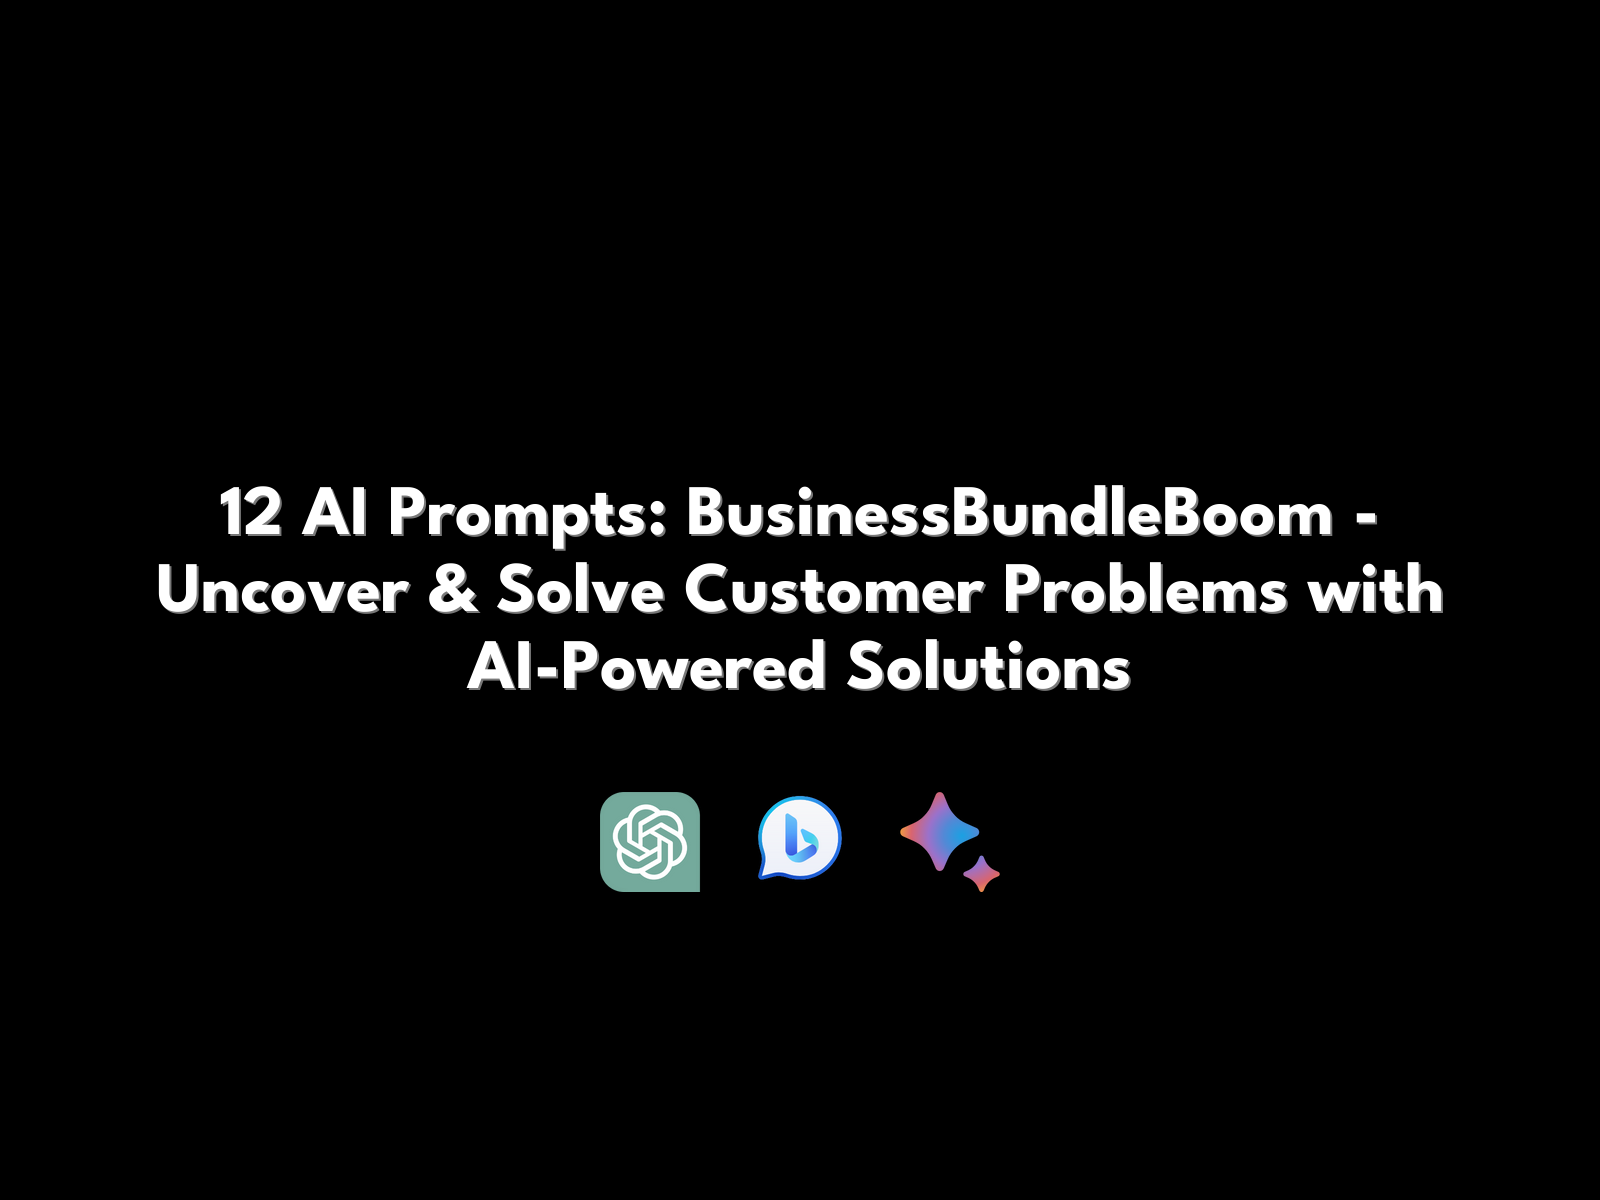 12 AI Prompts: BusinessBundleBoom -
Uncover & Solve Customer Problems with
AI-Powered Solutions